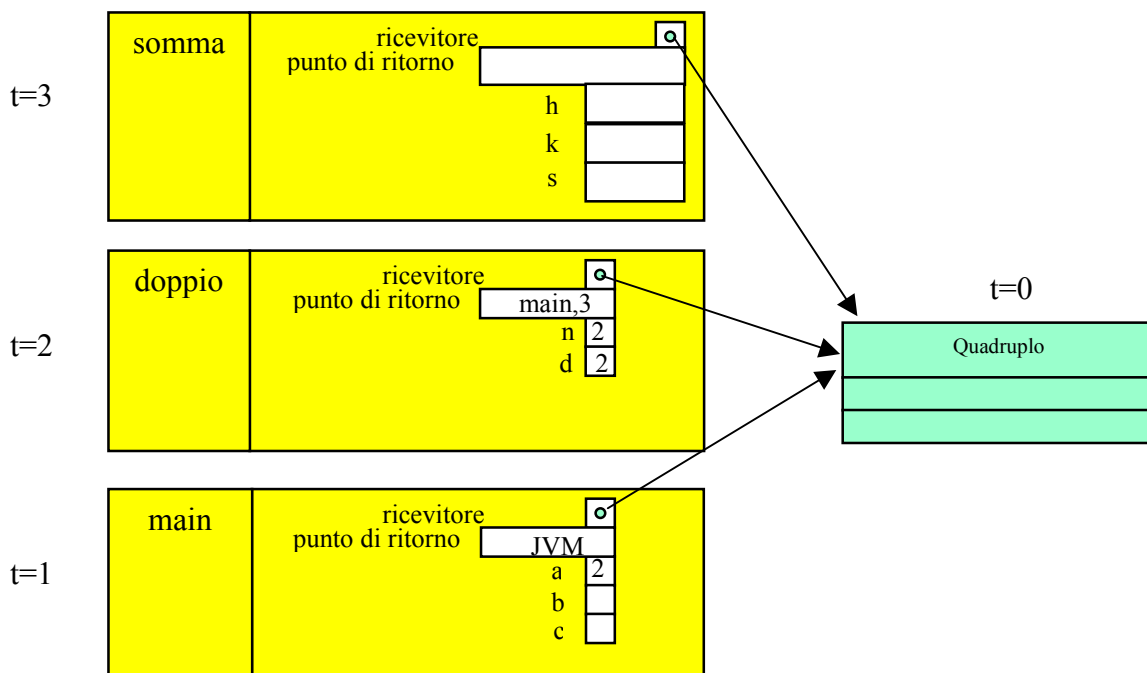 somma
ricevitore
punto di ritorno
t=3
h
k
s
doppio
ricevitore
punto di ritorno
main,3
t=2
n 2
d 2
t=0
Quadruplo
main
ricevitore
punto di ritorno
JVM
t=1
a 2
b
c